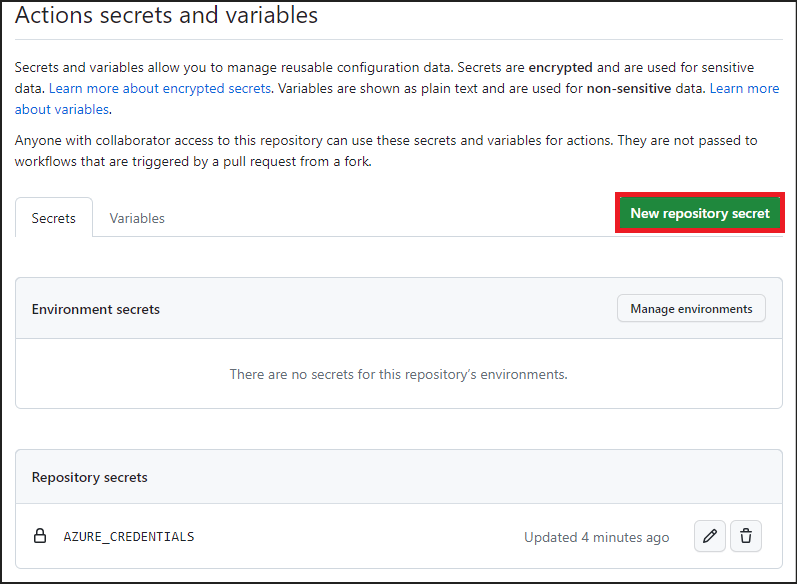 Actions secrets and variables
Secrets and variables allow you to manage reusable configuration data. Secrets are encrypted and are used for sensitive
data. Learn more about encrypted secrets. Variables are shown as plain text and are used for non-sensitive data. Learn more
about variables.
Anyone with collaborator access to this repository can use these secrets and variables for actions. They are not passed to
workflows that are triggered by a pull request from a fork.
Secrets
Variables
New repository secret
Environment secrets
Manage environments
There are no secrets for this repository's environments.
Repository secrets
AZURE_CREDENTIALS
Updated 4 minutes ago